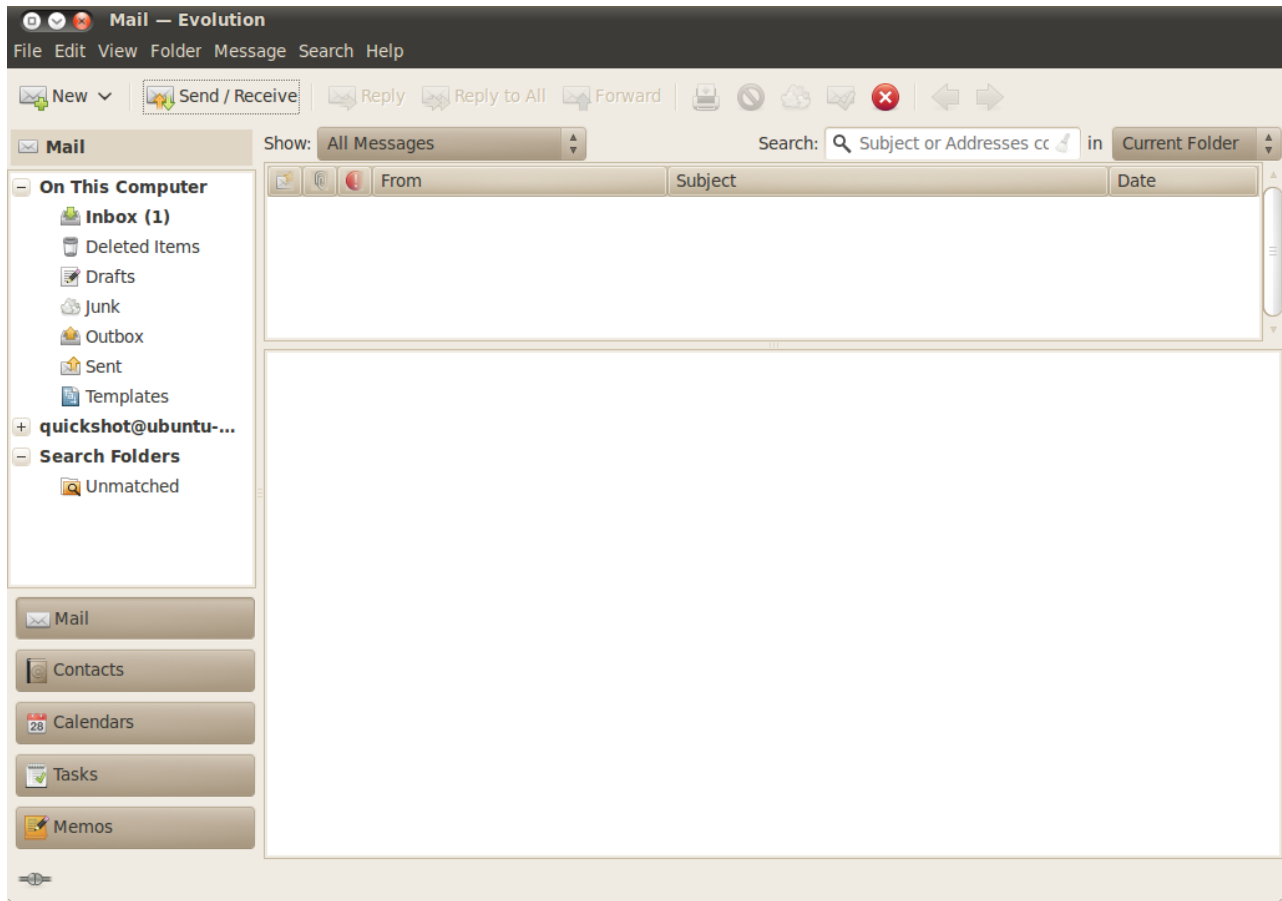 Mail — Evolution
File Edit View Folder Message Search Help
New Send / Receive Reply Reply to All Forward
Mail
Show: All Messages Search: Subject or Addresses cc in Current Folder
From Subject Date
On This Computer
Inbox (1)
Deleted Items
Drafts
Junk
Outbox
Sent
Templates
quickshot@ubuntu-...
Search Folders
Unmatched
Mail
Contacts
28 Calendars
Tasks
Memos